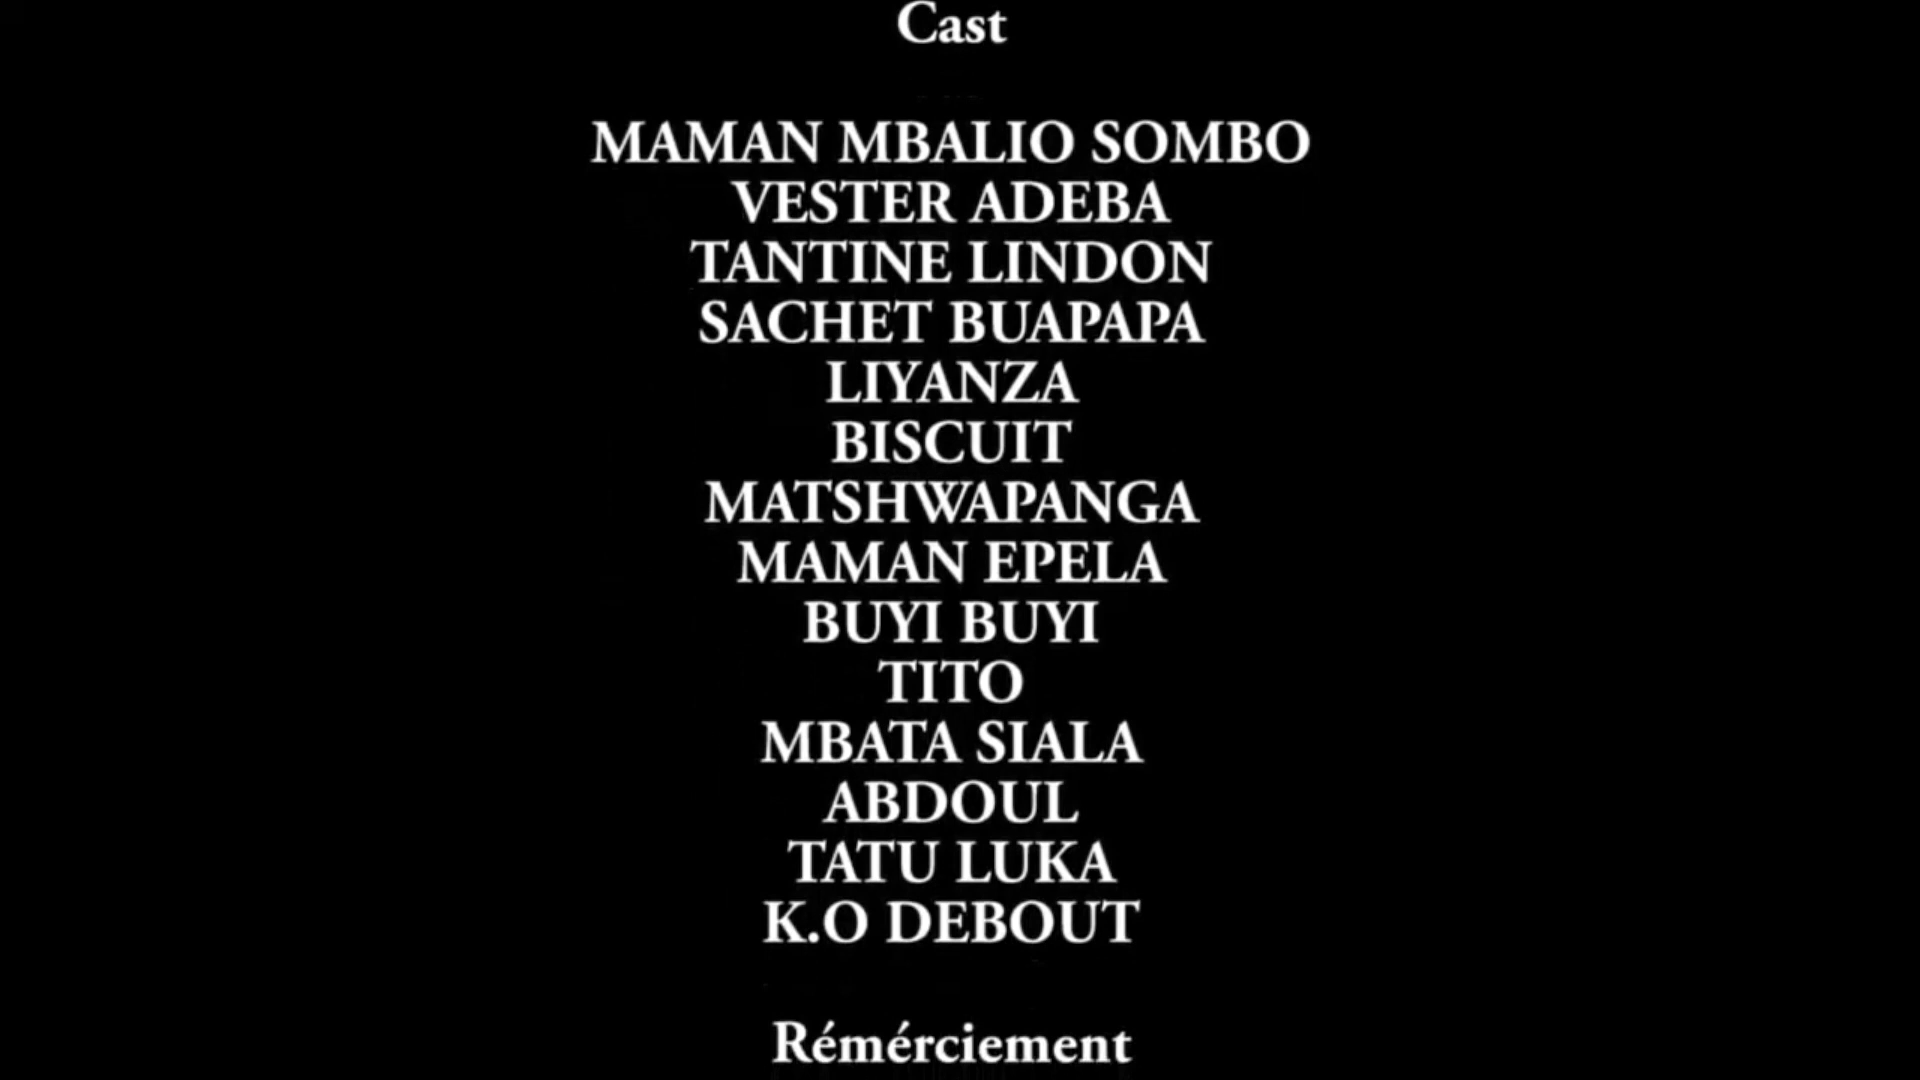 Cast
MAMAN MBALIO SOMBO
VESTER ADEBA
TANTINE LINDON
SACHET BUAPAPA
LIYANZA
BISCUIT
MATSHWAPANGA
MAMAN EPELA
BUYI BUYI
TITO
MBATA SIALA
ABDOUL
TATU LUKA
K.O DEBOUT
Rémérciement